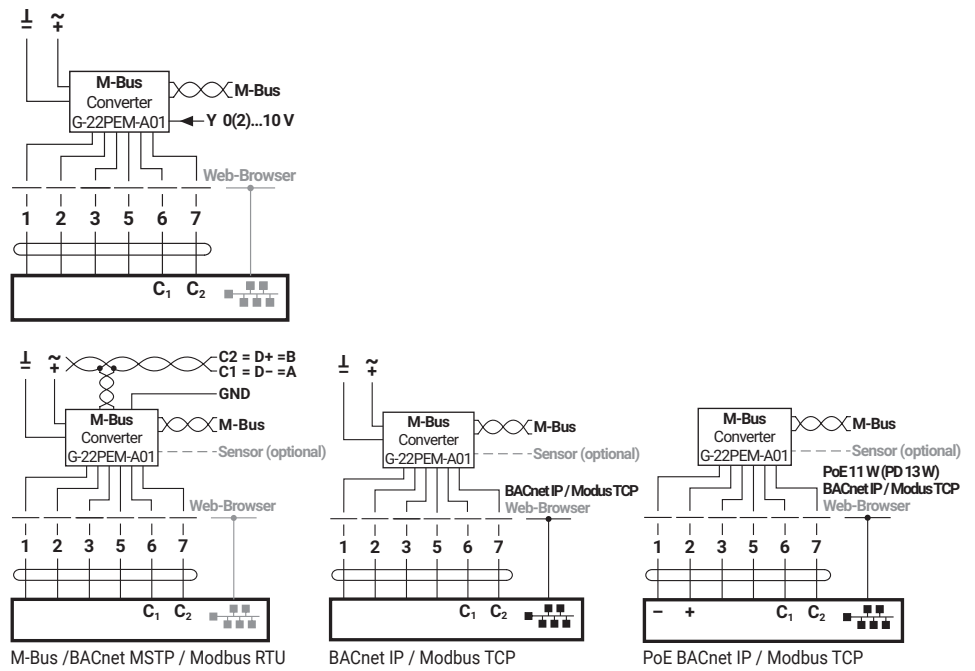 ⊥ ~
= +
M-Bus
Converter
G-22PEM-A01
M-Bus
Y 0(2)...10 V
Web-Browser
1 2 3 5 6 7
C₁ C₂
⊥ ~
= +
C2 = D+ =B
C1 = D− =A
GND
M-Bus
Converter
G-22PEM-A01
M-Bus
Sensor (optional)
Web-Browser
1 2 3 5 6 7
C₁ C₂
M-Bus /BACnet MSTP / Modbus RTU
⊥ ~
= +
M-Bus
Converter
G-22PEM-A01
M-Bus
Sensor (optional)
BACnet IP / Modus TCP
Web-Browser
1 2 3 5 6 7
C₁ C₂
BACnet IP / Modbus TCP
M-Bus
Converter
G-22PEM-A01
M-Bus
Sensor (optional)
PoE 11 W (PD 13 W)
BACnet IP / Modus TCP
Web-Browser
1 2 3 5 6 7
− + C₁ C₂
PoE BACnet IP / Modbus TCP